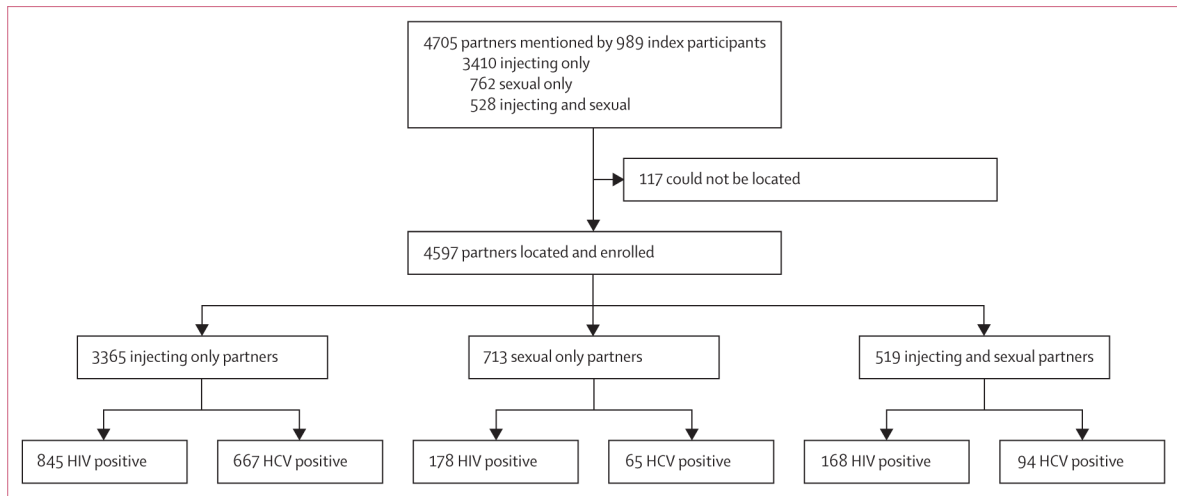 4705 partners mentioned by 989 index participants
3410 injecting only
762 sexual only
528 injecting and sexual
117 could not be located
4597 partners located and enrolled
3365 injecting only partners
713 sexual only partners
519 injecting and sexual partners
845 HIV positive
667 HCV positive
178 HIV positive
65 HCV positive
168 HIV positive
94 HCV positive